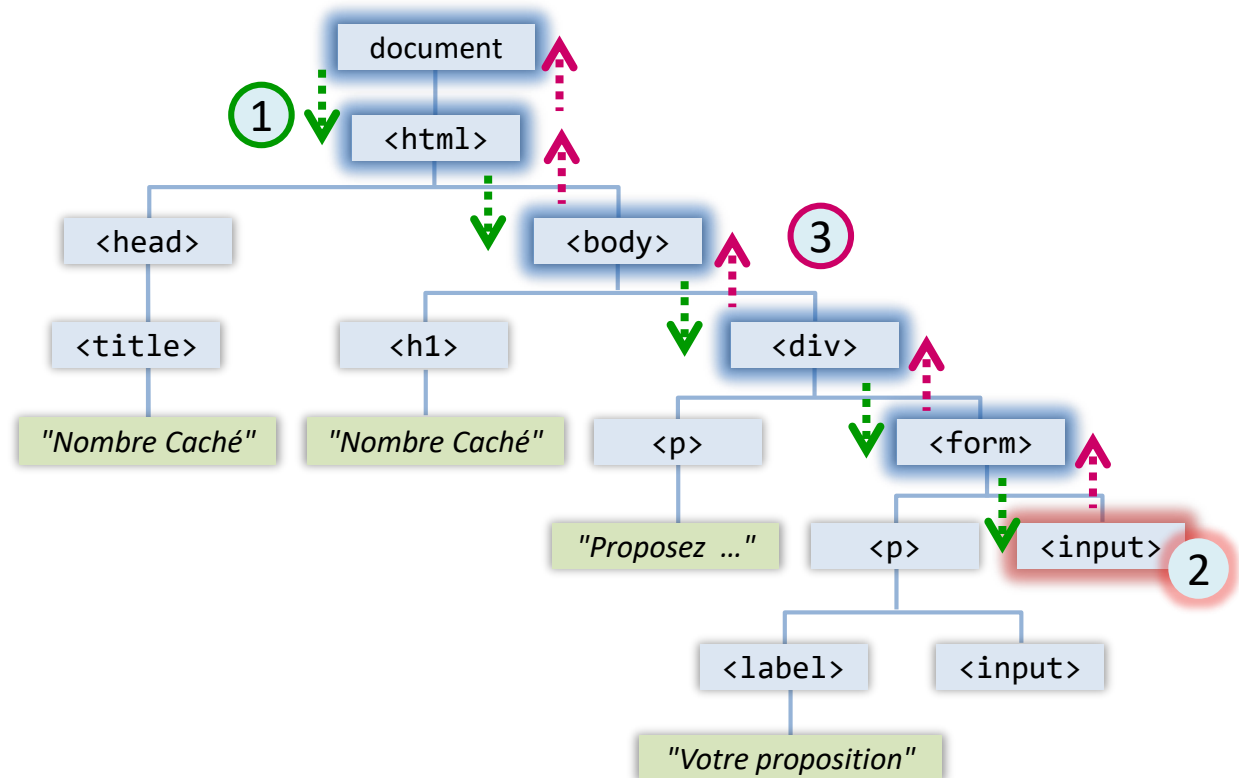 document
1
<html>
<head>
<body>
3
<title>
<h1>
<div>
"Nombre Caché"
"Nombre Caché"
<p>
<form>
"Proposez ..."
<p>
<input>
2
<label>
<input>
"Votre proposition"